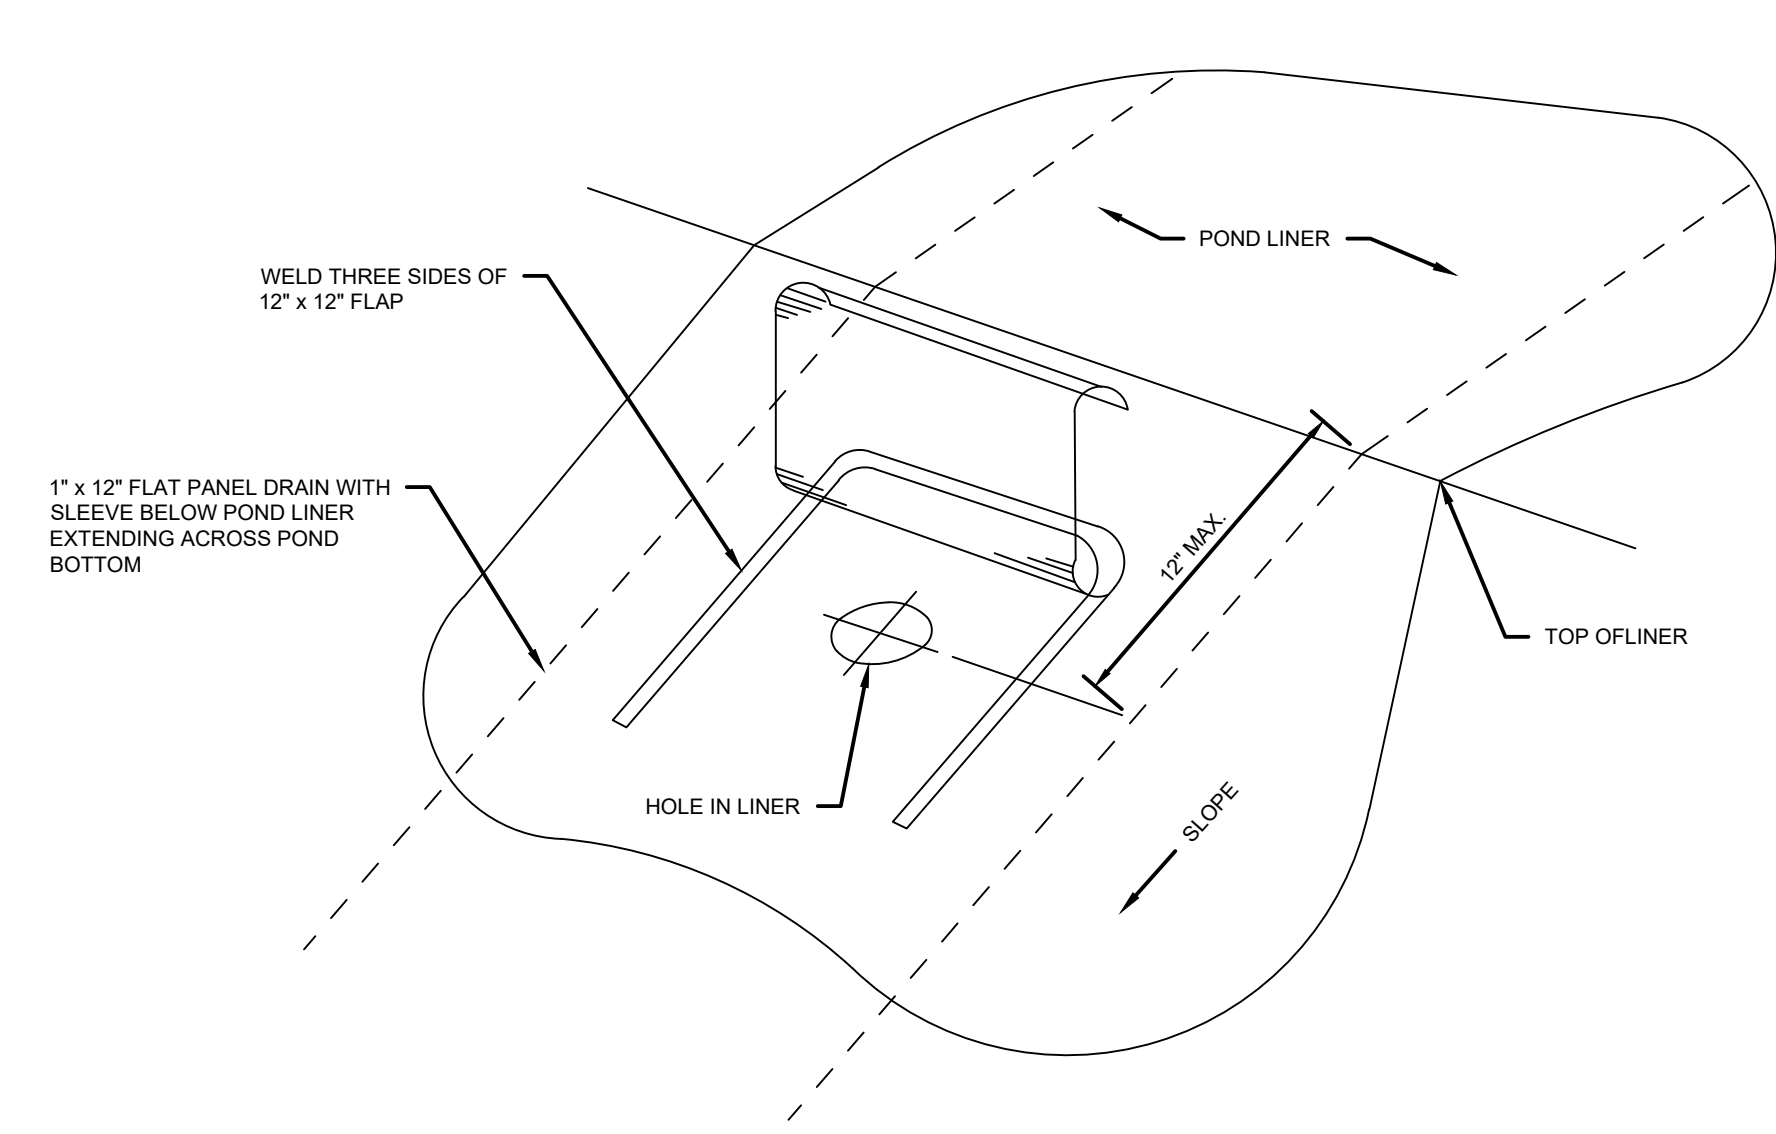 POND LINER
WELD THREE SIDES OF
12" x 12" FLAP
1" x 12" FLAT PANEL DRAIN WITH
SLEEVE BELOW POND LINER
EXTENDING ACROSS POND
BOTTOM
12" MAX.
TOP OFLINER
HOLE IN LINER
SLOPE